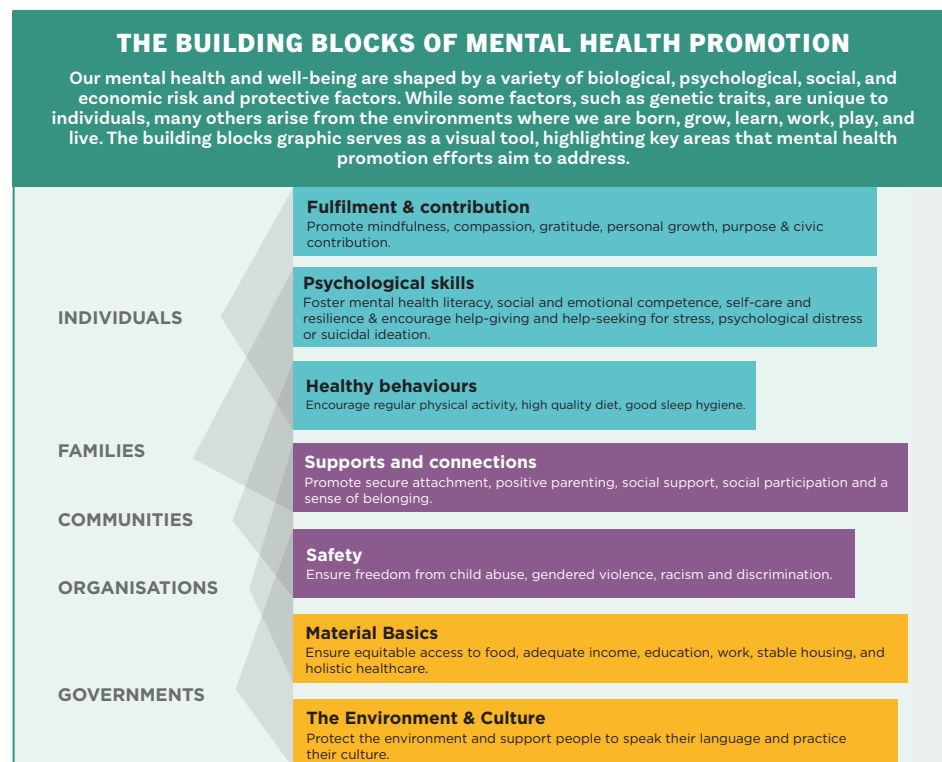 THE BUILDING BLOCKS OF MENTAL HEALTH PROMOTION
Our mental health and well-being are shaped by a variety of biological, psychological, social, and
economic risk and protective factors. While some factors, such as genetic traits, are unique to
individuals, many others arise from the environments where we are born, grow, learn, work, play, and
live. The building blocks graphic serves as a visual tool, highlighting key areas that mental health
promotion efforts aim to address.
INDIVIDUALS
FAMILIES
COMMUNITIES
ORGANISATIONS
GOVERNMENTS
Fulfilment & contribution
Promote mindfulness, compassion, gratitude, personal growth, purpose & civic
contribution.
Psychological skills
Foster mental health literacy, social and emotional competence, self-care and
resilience & encourage help-giving and help-seeking for stress, psychological distress
or suicidal ideation.
Healthy behaviours
Encourage regular physical activity, high quality diet, good sleep hygiene.
Supports and connections
Promote secure attachment, positive parenting, social support, social participation and a
sense of belonging.
Safety
Ensure freedom from child abuse, gendered violence, racism and discrimination.
Material Basics
Ensure equitable access to food, adequate income, education, work, stable housing, and
holistic healthcare.
The Environment & Culture
Protect the environment and support people to speak their language and practice
their culture.